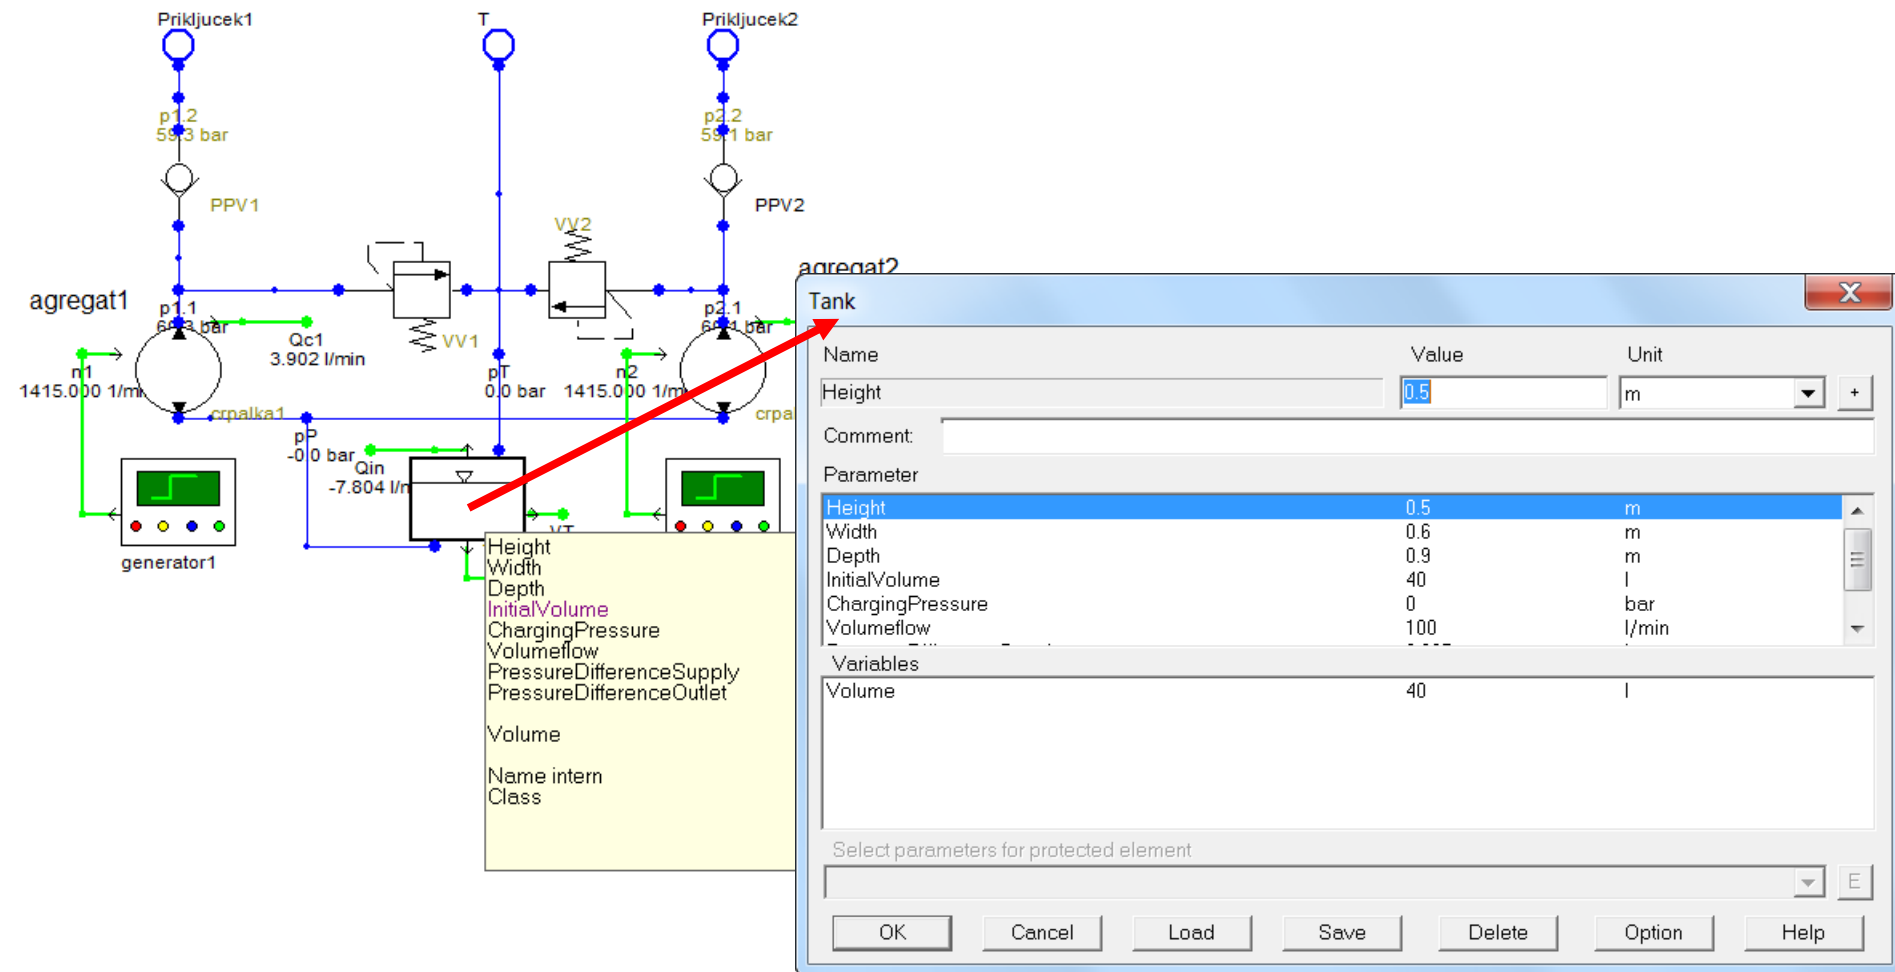 Prikljucek1
T
Prikljucek2
p1.2
59.3 bar
p2.2
59.1 bar
PPV1
PPV2
VV2
agregat1
agregat2
p1.1
bar
p2.1
bar
Qc1
3.902 l/min
VV1
n1
1415.000 1/m
pT
0.0 bar
n2
1415.000 1/m
crpalka1
crpa
pP
-0.0 bar
Qin
-7.804 l/
generator1
Height
Width
Depth
InitialVolume
ChargingPressure
Volumeflow
PressureDifferenceSupply
PressureDifferenceOutlet
Volume
Name intern
Class
Tank
X
Name Value Unit
Height 0.5 m +
Comment:
Parameter
Height 0.5 m
Width 0.6 m
Depth 0.9 m
InitialVolume 40 l
ChargingPressure 0 bar
Volumeflow 100 l/min
Variables
Volume 40 l
Select parameters for protected element
E
OK Cancel Load Save Delete Option Help